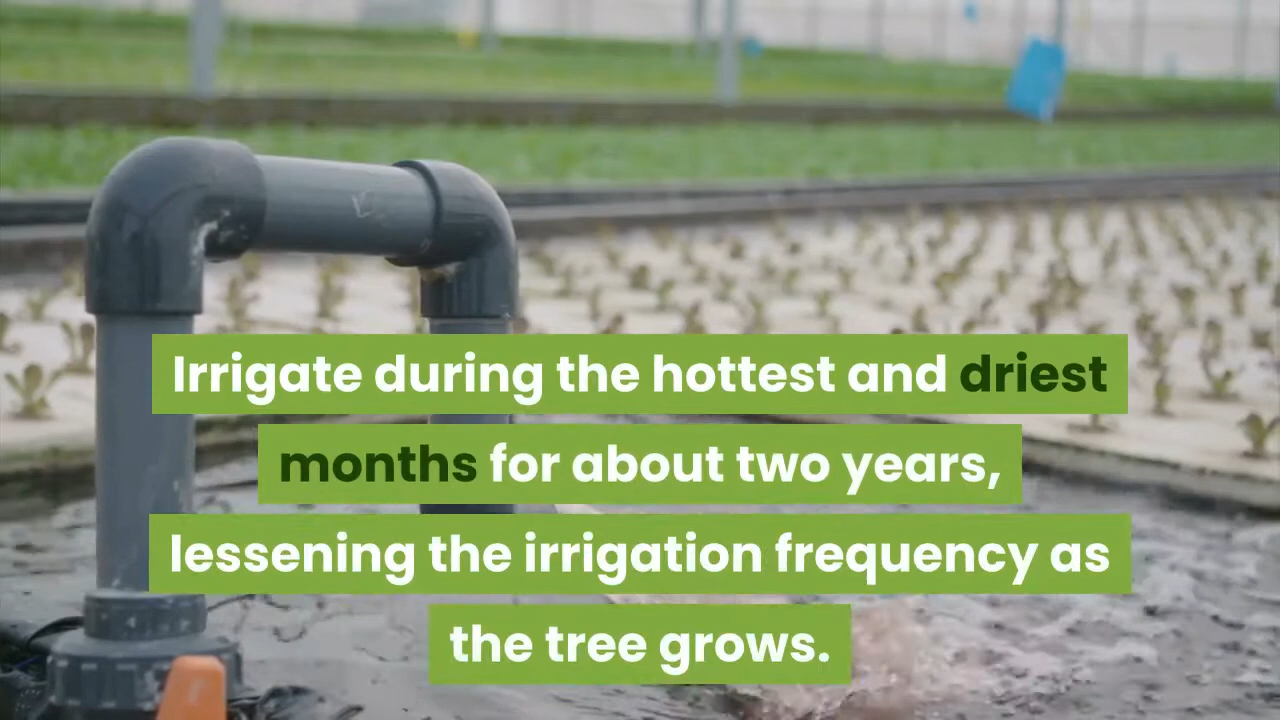 Irrigate during the hottest and driest
months for about two years,
lessening the irrigation frequency as
the tree grows.